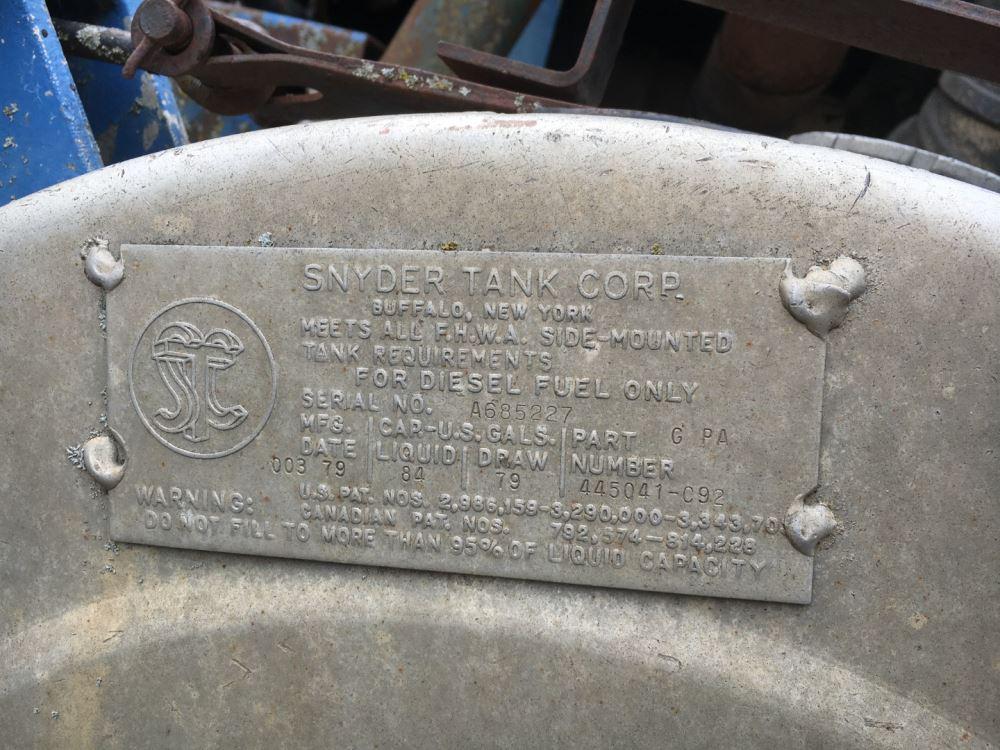 SNYDER TANK CORP.
BUFFALO, NEW YORK
MEETS ALL F.H.W.A. SIDE-MOUNTED
TANK REQUIREMENTS
FOR DIESEL FUEL ONLY
STC
SERIAL NO. A685227
MFG. DATE 003 79
CAP-U.S. GALS.
LIQUID 84 DRAW 79
PART NUMBER G PA
445041-C92
U.S. PAT. NOS. 2,986,159-3,290,000-3,343,70
CANADIAN PAT. NOS. 792,574-814,228
WARNING:
DO NOT FILL TO MORE THAN 95% OF LIQUID CAPACITY